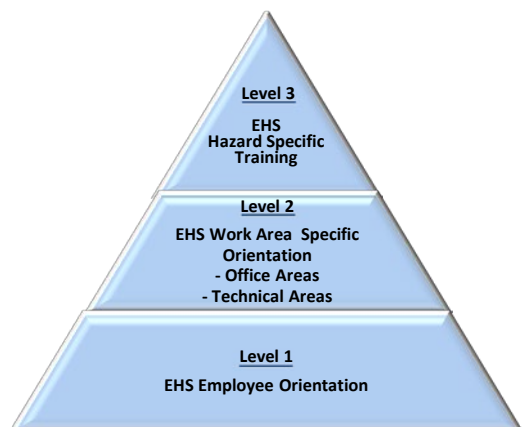 Level 3
EHS
Hazard Specific
Training
Level 2
EHS Work Area Specific
Orientation
- Office Areas
- Technical Areas
Level 1
EHS Employee Orientation